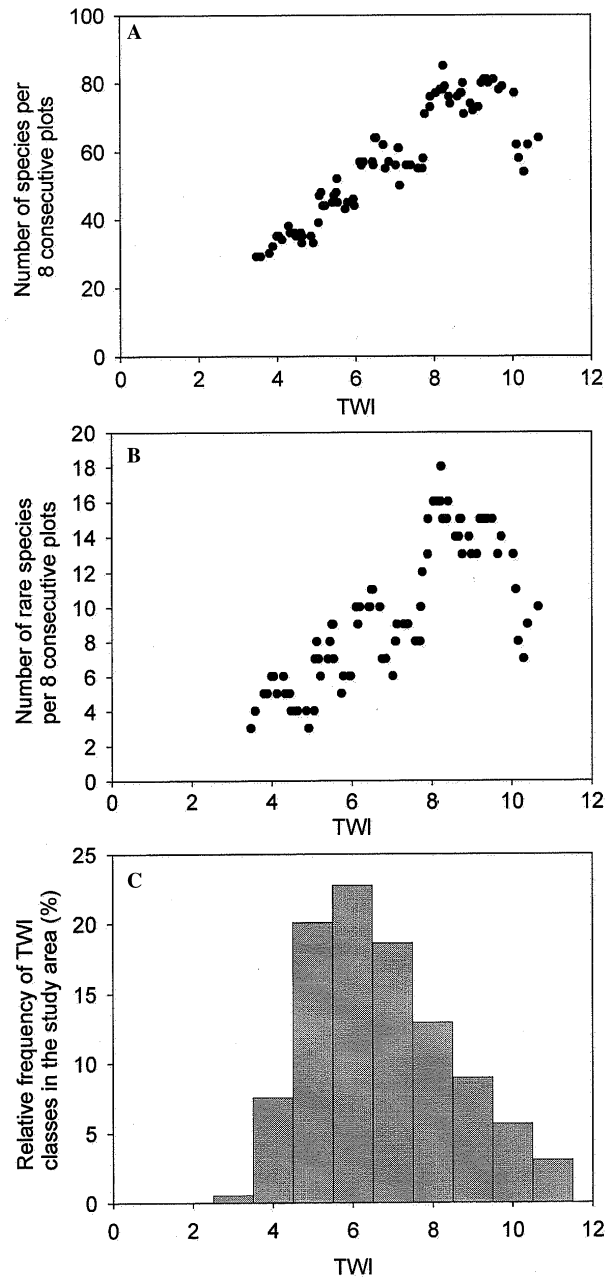 A
Number of species per
8 consecutive plots
100
80
60
40
20
0
0 2 4 6 8 10 12
TWI
B
Number of rare species
per 8 consecutive plots
20
18
16
14
12
10
8
6
4
2
0
0 2 4 6 8 10 12
TWI
C
Relative frequency of TWI
classes in the study area (%)
25
20
15
10
5
0
0 2 4 6 8 10 12
TWI